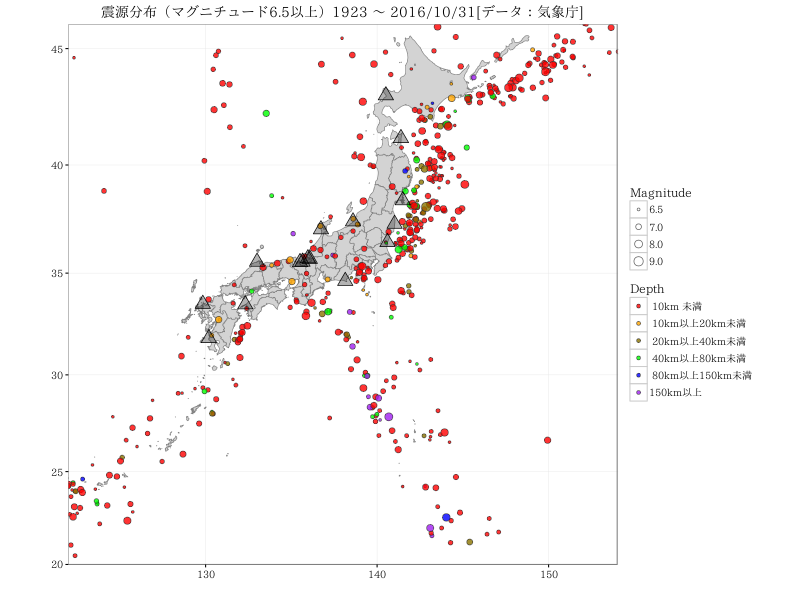 震源分布（マグニチュード6.5以上）1923 〜 2016/10/31[データ：気象庁]
45
40
35
30
25
20
130
140
150
Magnitude
6.5
7.0
8.0
9.0
Depth
10km 未満
10km以上20km未満
20km以上40km未満
40km以上80km未満
80km以上150km未満
150km以上